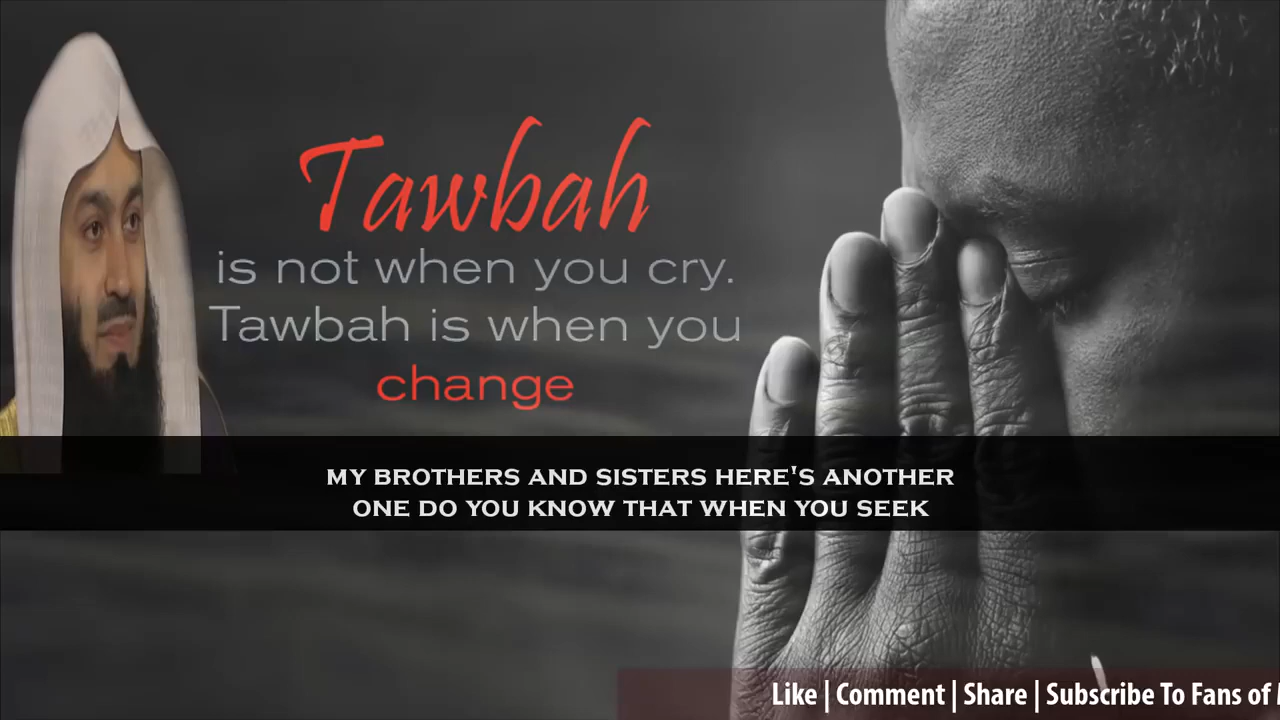 Tawbah
is not when you cry.
Tawbah is when you
change
MY BROTHERS AND SISTERS HERE'S ANOTHER
ONE DO YOU KNOW THAT WHEN YOU SEEK
Like | Comment | Share | Subscribe To Fans of